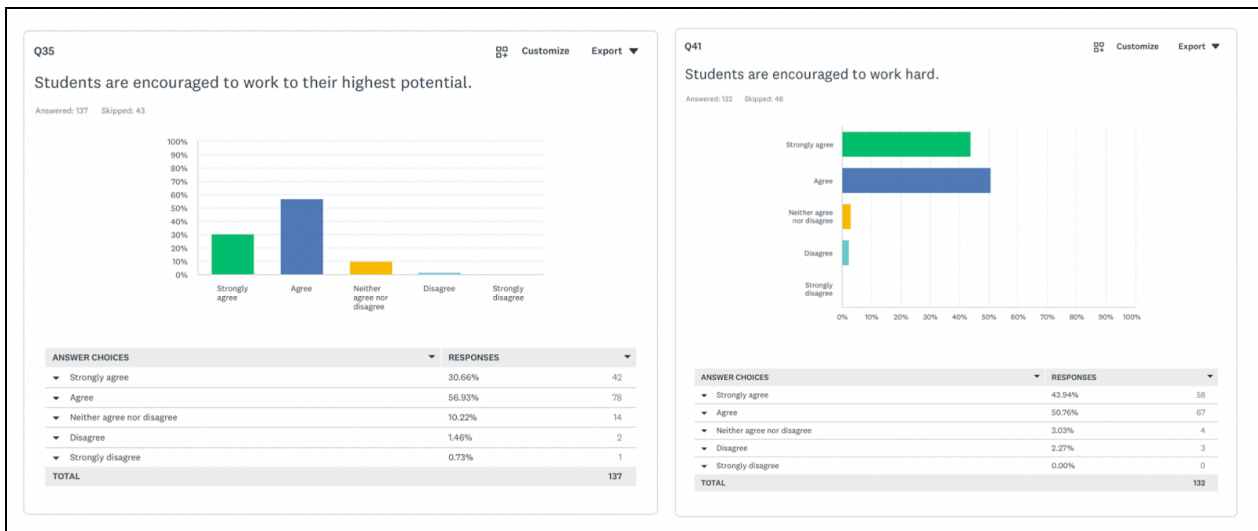 Q35
Customize Export
Students are encouraged to work to their highest potential.
Answered: 137 Skipped: 43
100%
90%
80%
70%
60%
50%
40%
30%
20%
10%
0%
Strongly agree
Agree
Neither agree nor disagree
Disagree
Strongly disagree
ANSWER CHOICES RESPONSES
Strongly agree 30.66% 42
Agree 56.93% 78
Neither agree nor disagree 10.22% 14
Disagree 1.46% 2
Strongly disagree 0.73% 1
TOTAL 137
Q41
Customize Export
Students are encouraged to work hard.
Answered: 132 Skipped: 48
Strongly agree
Agree
Neither agree
nor disagree
Disagree
Strongly
disagree
0% 10% 20% 30% 40% 50% 60% 70% 80% 90% 100%
ANSWER CHOICES RESPONSES
Strongly agree 43.94% 58
Agree 50.76% 67
Neither agree nor disagree 3.03% 4
Disagree 2.27% 3
Strongly disagree 0.00% 0
TOTAL 132